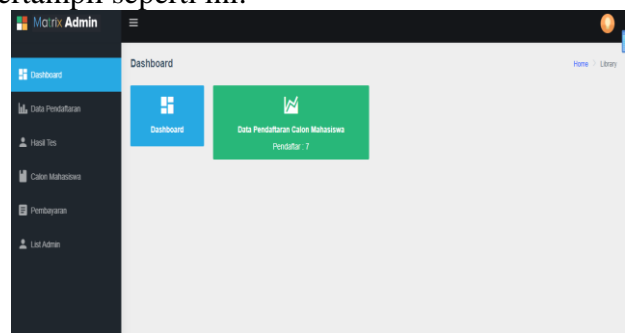 Matrix Admin
Dashboard
Home Library
Dashboard
Data Pendaftaran
Hasil Tes
Calon Mahasiswa
Pembayaran
List Admin
Dashboard
Data Pendaftaran Calon Mahasiswa
Pendaftar : 7